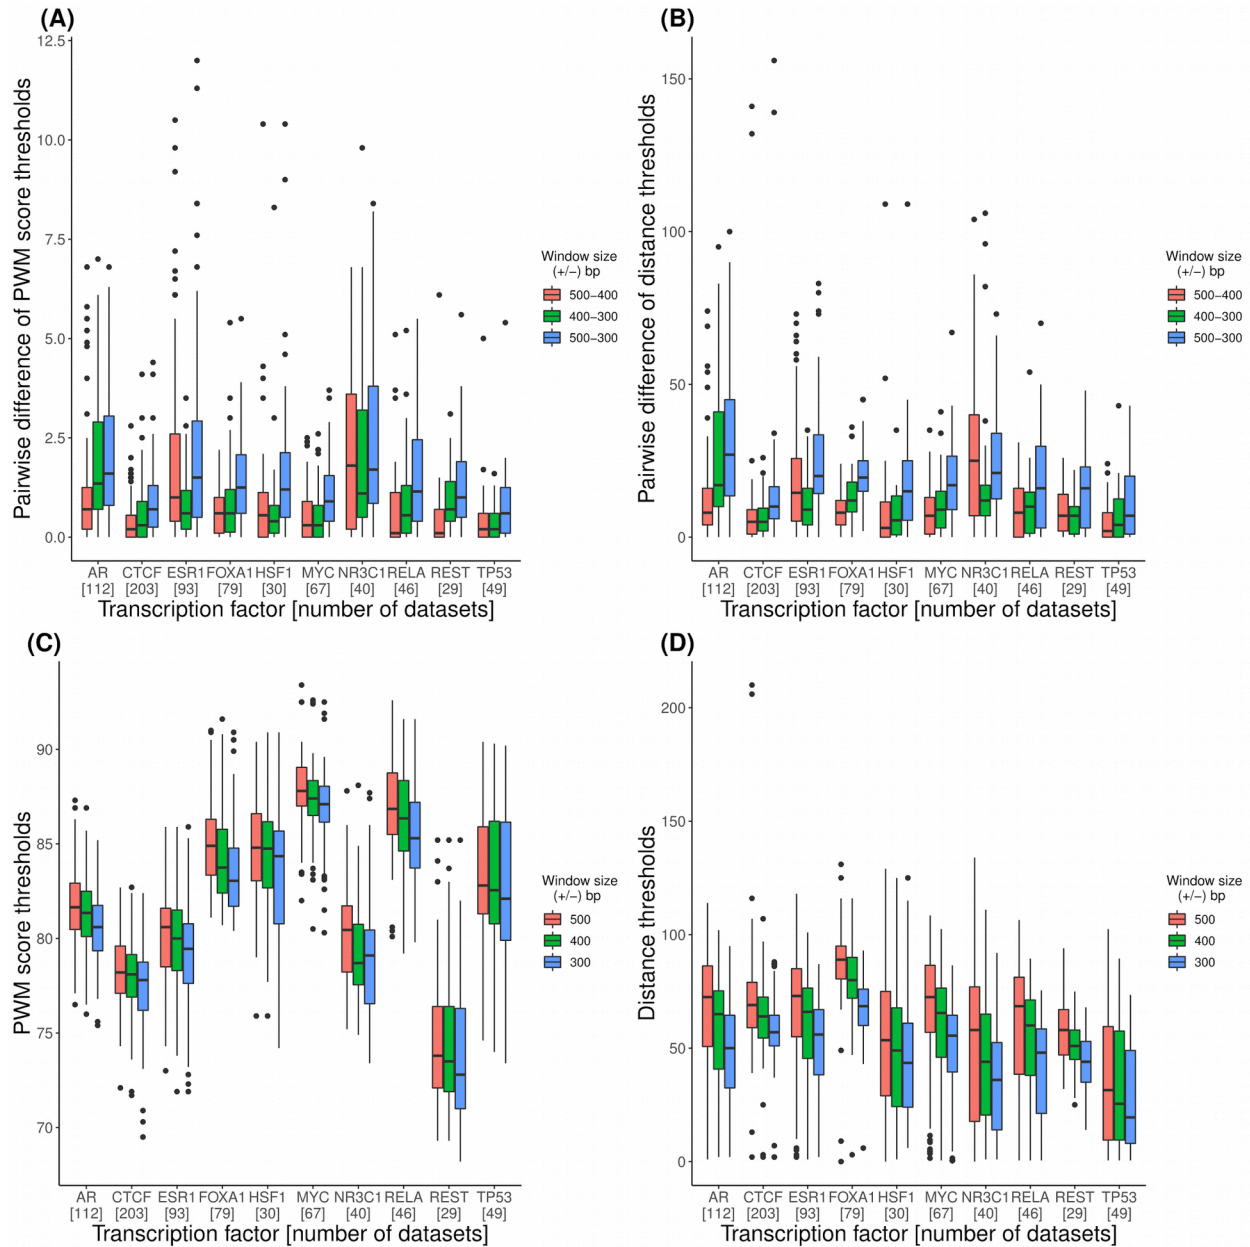 (A)
Pairwise difference of PWM score thresholds
12.5
10.0
7.5
5.0
2.5
0.0
AR CTCF ESR1 FOXA1 HSF1 MYC NR3C1 RELA REST TP53
[112] [203] [93] [79] [30] [67] [40] [46] [29] [49]
Transcription factor [number of datasets]
Window size
(+/−) bp
500−400
400−300
500−300
(B)
Pairwise difference of distance thresholds
150
100
50
0
AR CTCF ESR1 FOXA1 HSF1 MYC NR3C1 RELA REST TP53
[112] [203] [93] [79] [30] [67] [40] [46] [29] [49]
Transcription factor [number of datasets]
Window size
(+/−) bp
500−400
400−300
500−300
(C)
PWM score thresholds
90
85
80
75
70
AR CTCF ESR1 FOXA1 HSF1 MYC NR3C1 RELA REST TP53
[112] [203] [93] [79] [30] [67] [40] [46] [29] [49]
Transcription factor [number of datasets]
Window size
(+/−) bp
500
400
300
(D)
Distance thresholds
200
150
100
50
0
AR CTCF ESR1 FOXA1 HSF1 MYC NR3C1 RELA REST TP53
[112] [203] [93] [79] [30] [67] [40] [46] [29] [49]
Transcription factor [number of datasets]
Window size
(+/−) bp
500
400
300